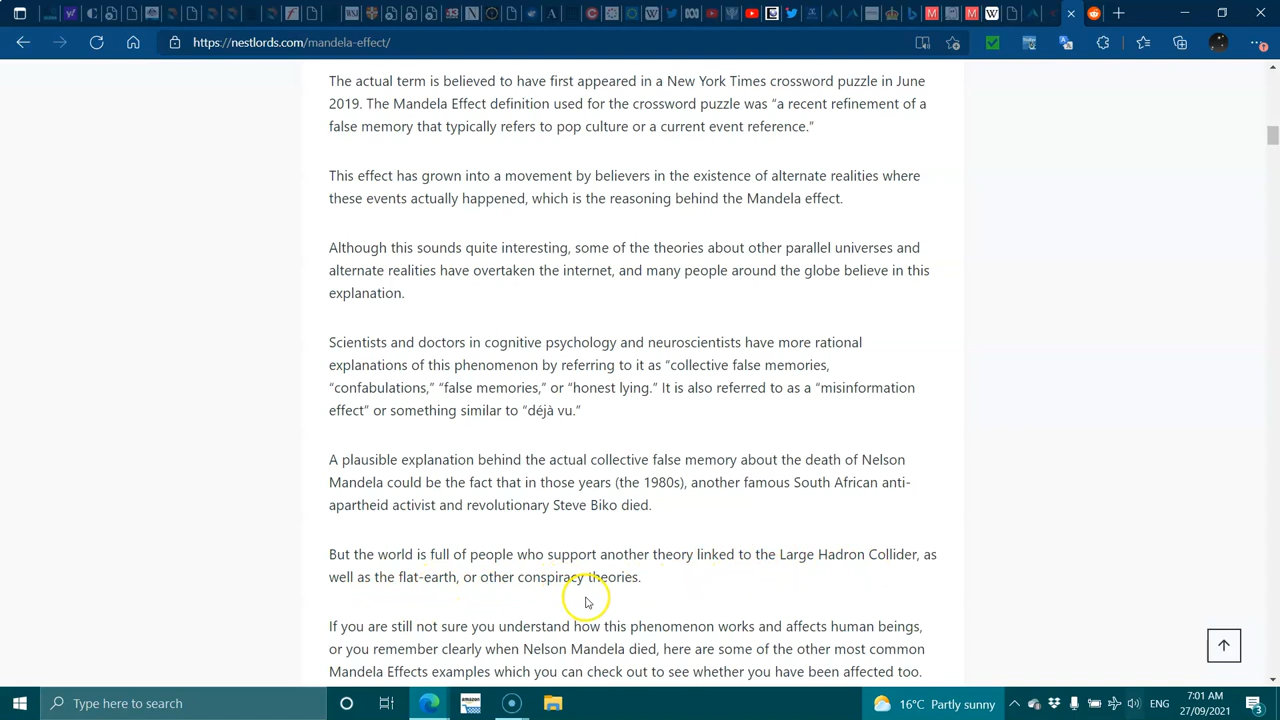 https://nestlords.com/mandela-effect/
The actual term is believed to have first appeared in a New York Times crossword puzzle in June
2019. The Mandela Effect definition used for the crossword puzzle was “a recent refinement of a
false memory that typically refers to pop culture or a current event reference.”
This effect has grown into a movement by believers in the existence of alternate realities where
these events actually happened, which is the reasoning behind the Mandela effect.
Although this sounds quite interesting, some of the theories about other parallel universes and
alternate realities have overtaken the internet, and many people around the globe believe in this
explanation.
Scientists and doctors in cognitive psychology and neuroscientists have more rational
explanations of this phenomenon by referring to it as “collective false memories,
“confabulations,” “false memories,” or “honest lying.” It is also referred to as a “misinformation
effect” or something similar to “déjà vu.”
A plausible explanation behind the actual collective false memory about the death of Nelson
Mandela could be the fact that in those years (the 1980s), another famous South African anti-
apartheid activist and revolutionary Steve Biko died.
But the world is full of people who support another theory linked to the Large Hadron Collider, as
well as the flat-earth, or other conspiracy theories.
If you are still not sure you understand how this phenomenon works and affects human beings,
or you remember clearly when Nelson Mandela died, here are some of the other most common
Mandela Effects examples which you can check out to see whether you have been affected too.
Type here to search
amazon
16°C Partly sunny
ENG
7:01 AM
27/09/2021
3